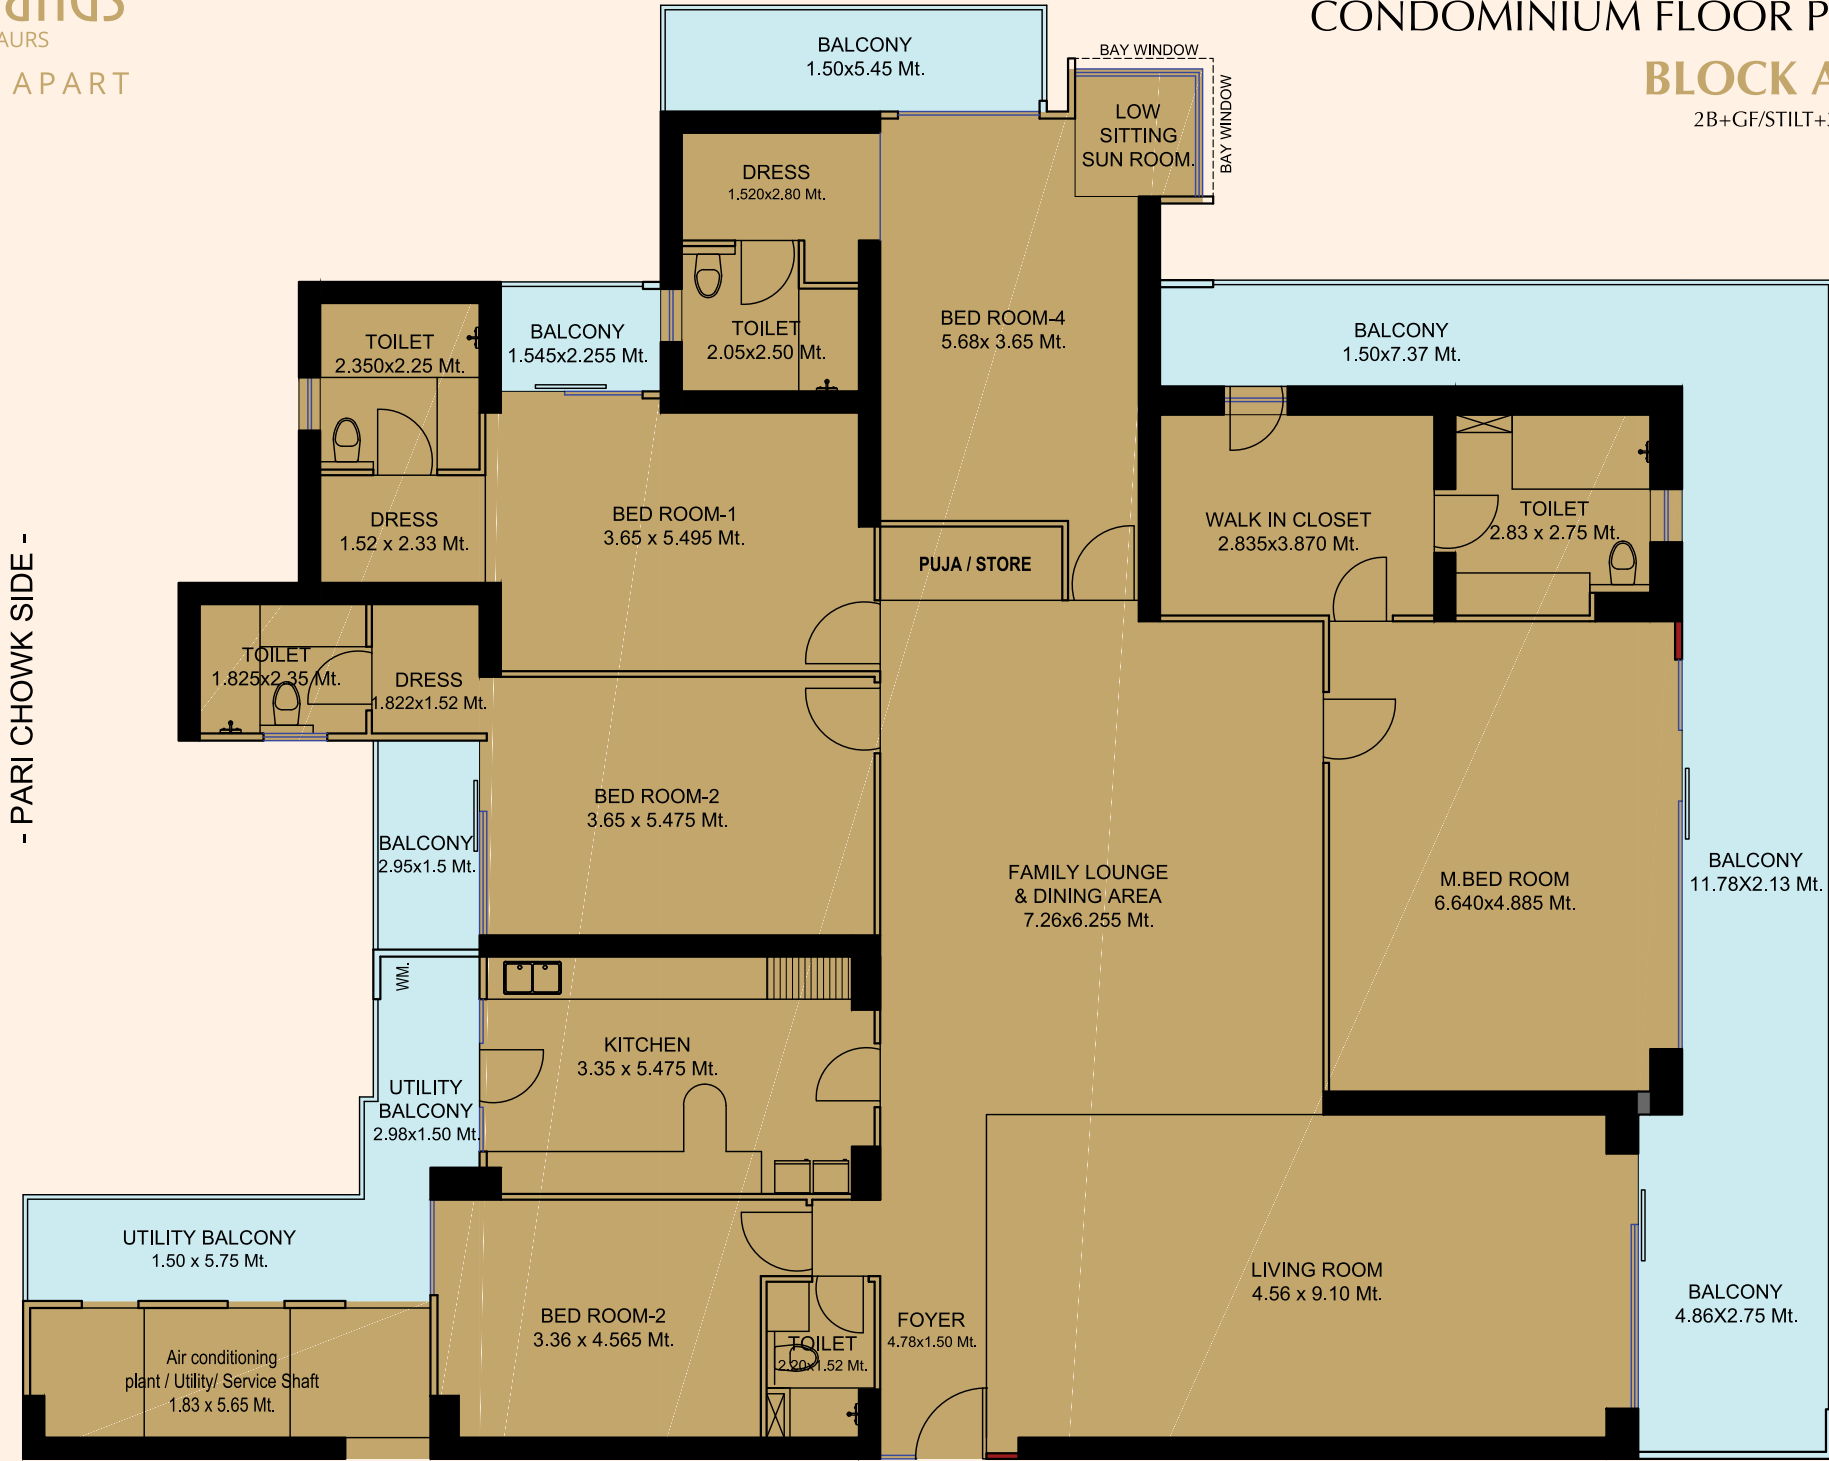 AURS
APART
CONDOMINIUM FLOOR P
BLOCK A
2B+GF/STILT+
- PARI CHOWK SIDE -
BALCONY
1.50x5.45 Mt.
BAY WINDOW
BAY WINDOW
LOW
SITTING
SUN ROOM.
DRESS
1.520x2.80 Mt.
TOILET
2.05x2.50 Mt.
BED ROOM-4
5.68x 3.65 Mt.
TOILET
2.350x2.25 Mt.
BALCONY
1.545x2.255 Mt.
BALCONY
1.50x7.37 Mt.
DRESS
1.52 x 2.33 Mt.
BED ROOM-1
3.65 x 5.495 Mt.
PUJA / STORE
WALK IN CLOSET
2.835x3.870 Mt.
TOILET
2.83 x 2.75 Mt.
TOILET
1.825x2.35 Mt.
DRESS
1.822x1.52 Mt.
BED ROOM-2
3.65 x 5.475 Mt.
BALCONY
2.95x1.5 Mt.
FAMILY LOUNGE
& DINING AREA
7.26x6.255 Mt.
M.BED ROOM
6.640x4.885 Mt.
BALCONY
11.78X2.13 Mt.
WM.
KITCHEN
3.35 x 5.475 Mt.
UTILITY
BALCONY
2.98x1.50 Mt.
UTILITY BALCONY
1.50 x 5.75 Mt.
BED ROOM-2
3.36 x 4.565 Mt.
TOILET
2.20x1.52 Mt.
FOYER
4.78x1.50 Mt.
LIVING ROOM
4.56 x 9.10 Mt.
BALCONY
4.86X2.75 Mt.
Air conditioning
plant / Utility/ Service Shaft
1.83 x 5.65 Mt.